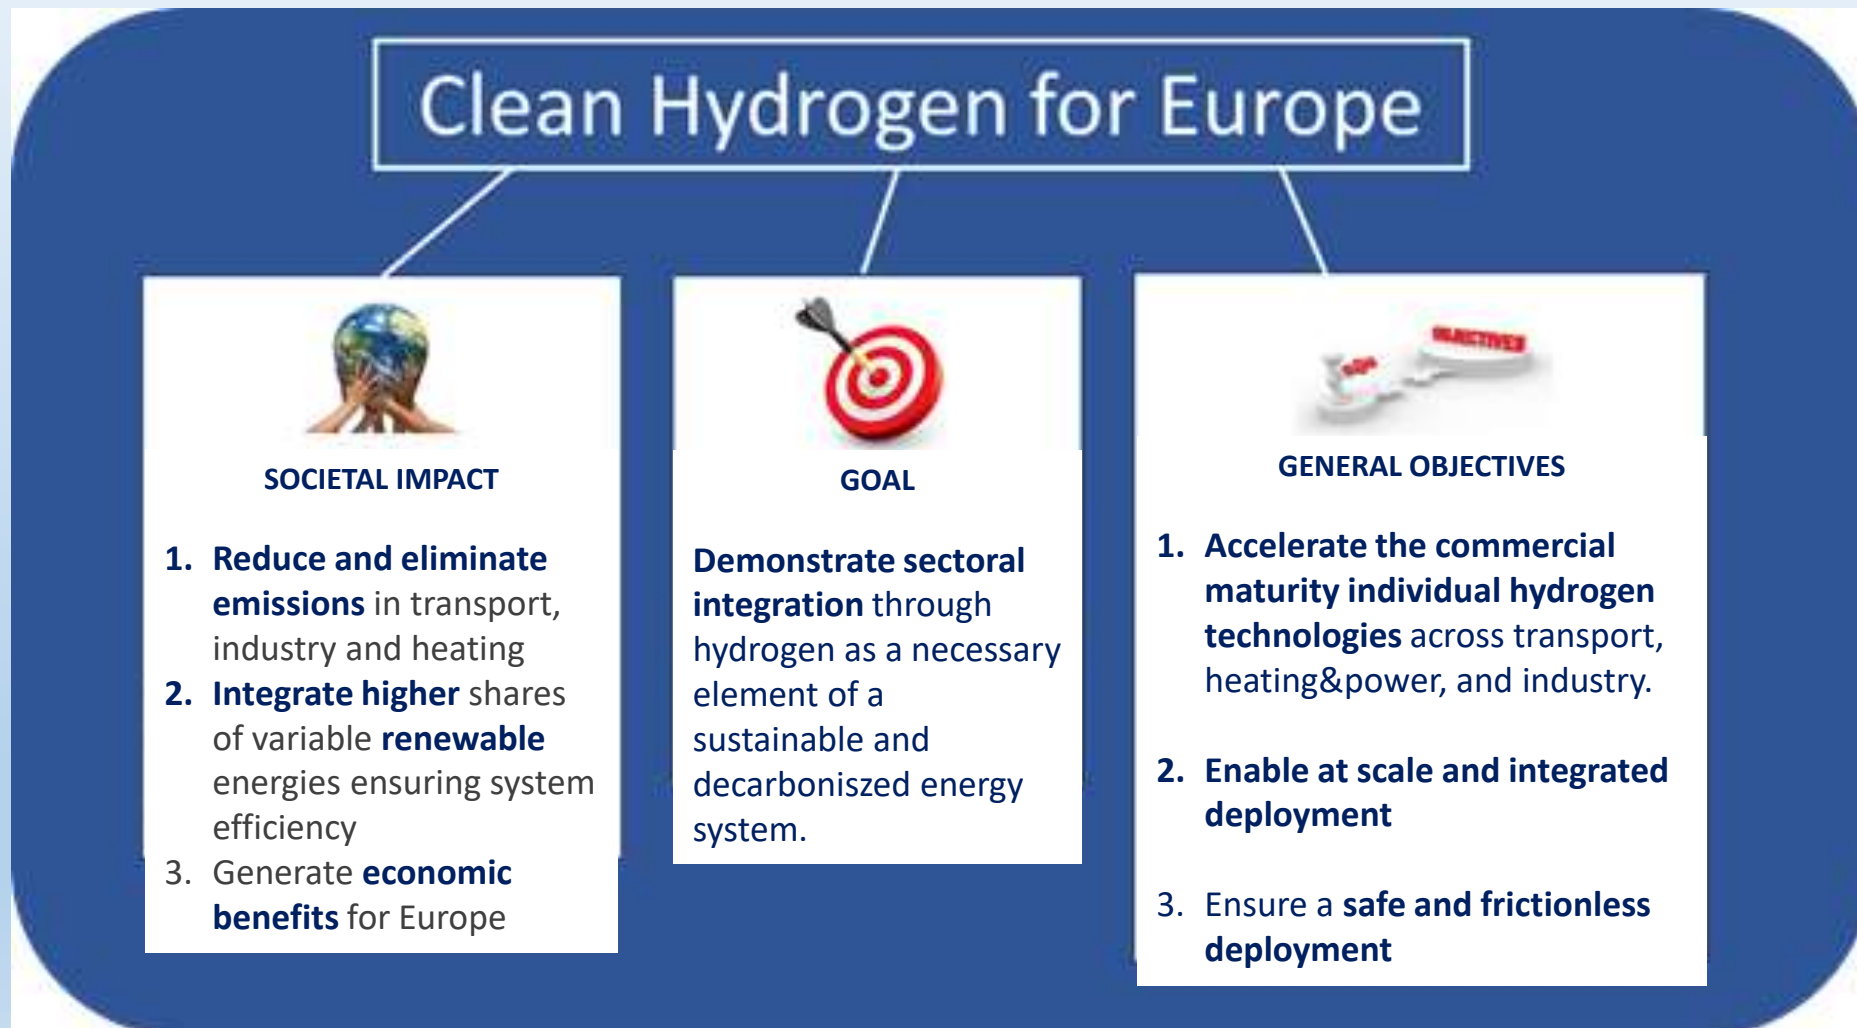 Clean Hydrogen for Europe
SOCIETAL IMPACT
1. Reduce and eliminate
emissions in transport,
industry and heating
2. Integrate higher shares
of variable renewable
energies ensuring system
efficiency
3. Generate economic
benefits for Europe
GOAL
Demonstrate sectoral
integration through
hydrogen as a necessary
element of a
sustainable and
decarboniszed energy
system.
OBJECTIVES
GENERAL OBJECTIVES
1. Accelerate the commercial
maturity individual hydrogen
technologies across transport,
heating&power, and industry.
2. Enable at scale and integrated
deployment
3. Ensure a safe and frictionless
deployment